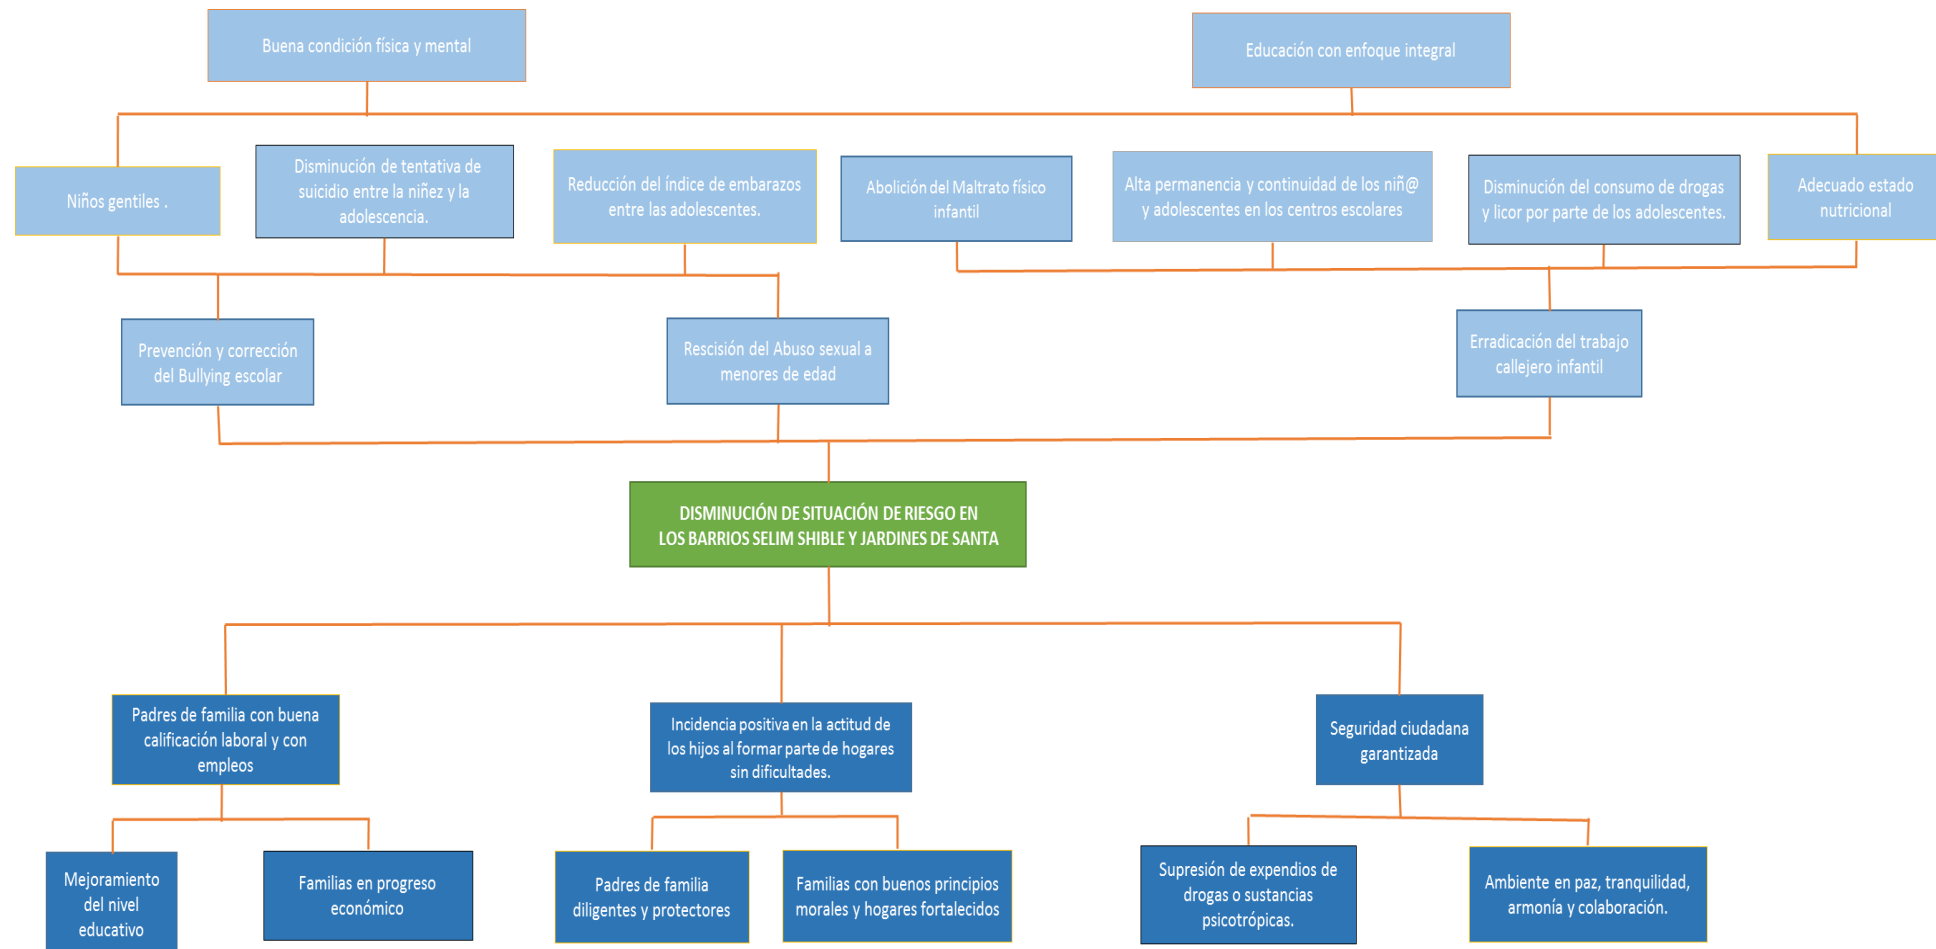 Buena condición física y mental
Educación con enfoque integral
Niños gentiles .
Disminución de tentativa de
suicidio entre la niñez y la
adolescencia.
Reducción del índice de embarazos
entre las adolescentes.
Abolición del Maltrato físico
infantil
Alta permanencia y continuidad de los niñ@
y adolescentes en los centros escolares
Disminución del consumo de drogas
y licor por parte de los adolescentes.
Adecuado estado
nutricional
Prevención y corrección
del Bullying escolar
Rescisión del Abuso sexual a
menores de edad
Erradicación del trabajo
callejero infantil
DISMINUCIÓN DE SITUACIÓN DE RIESGO EN
LOS BARRIOS SELIM SHIBLE Y JARDINES DE SANTA
Padres de familia con buena
calificación laboral y con
empleos
Incidencia positiva en la actitud de
los hijos al formar parte de hogares
sin dificultades.
Seguridad ciudadana
garantizada
Mejoramiento
del nivel
educativo
Familias en progreso
económico
Padres de familia
diligentes y protectores
Familias con buenos principios
morales y hogares fortalecidos
Supresión de expendios de
drogas o sustancias
psicotrópicas.
Ambiente en paz, tranquilidad,
armonía y colaboración.